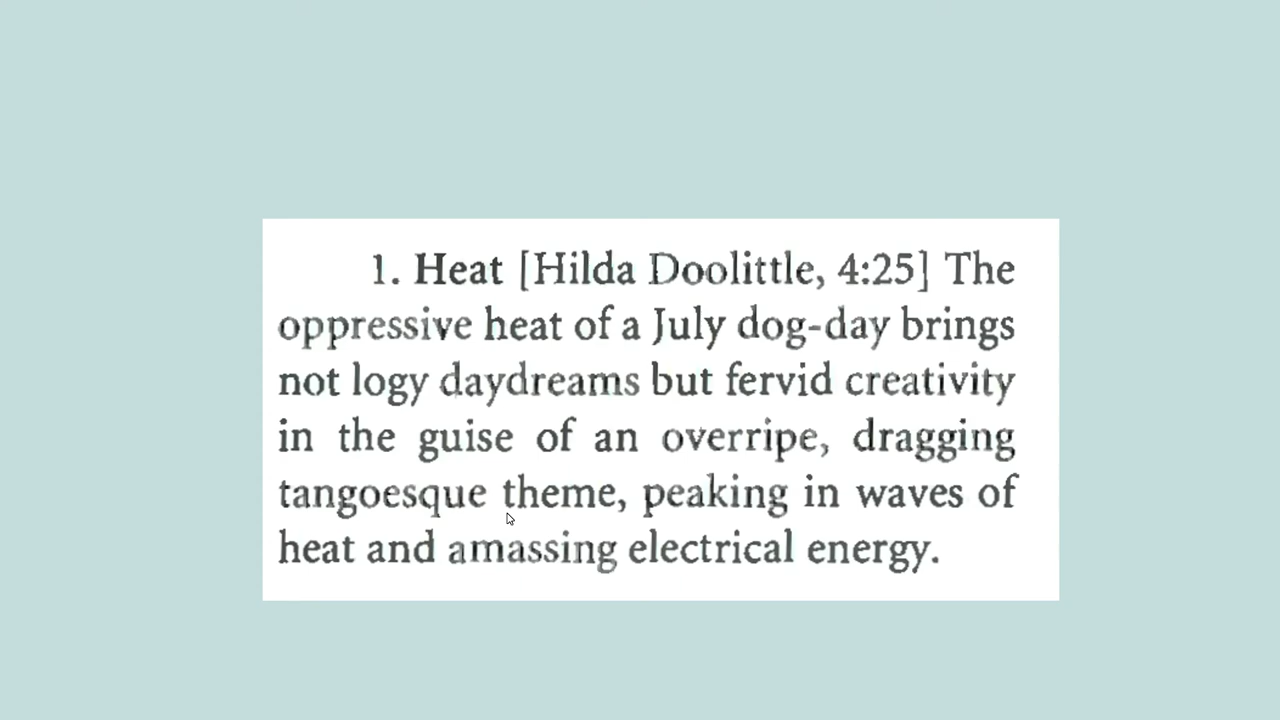 1. Heat [Hilda Doolittle, 4:25] The
oppressive heat of a July dog-day brings
not logy daydreams but fervid creativity
in the guise of an overripe, dragging
tangoesque theme, peaking in waves of
heat and amassing electrical energy.